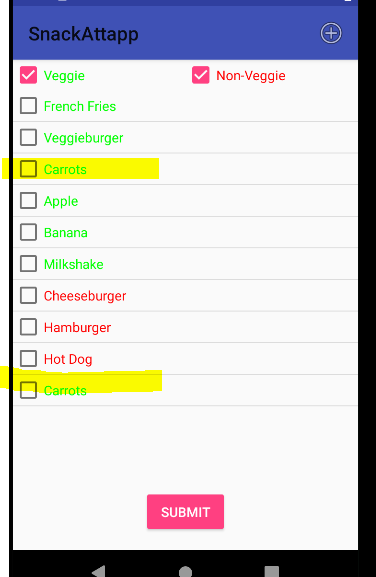 SnackAttapp
Veggie Non-Veggie
French Fries
Veggieburger
Carrots
Apple
Banana
Milkshake
Cheeseburger
Hamburger
Hot Dog
Carrots
SUBMIT